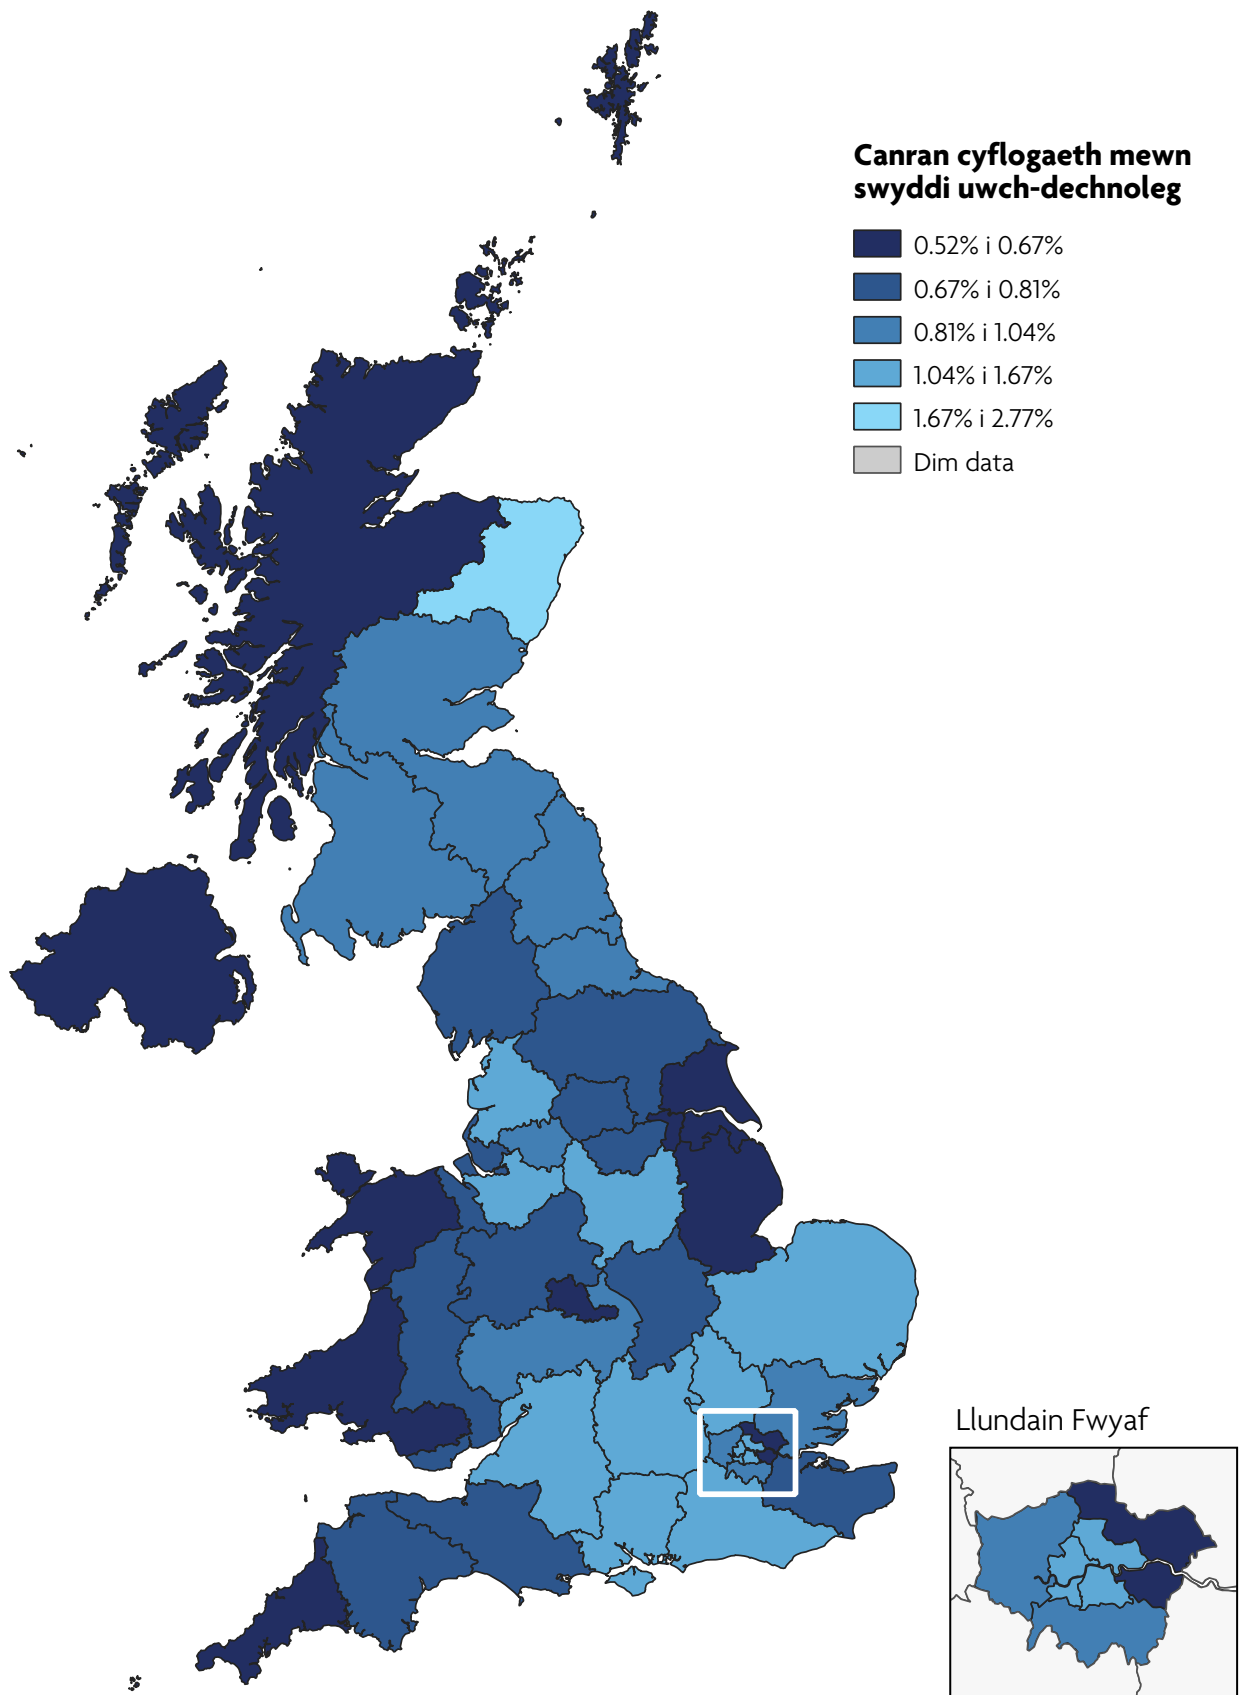 Canran cyflogaeth mewn
swyddi uwch-dechnoleg
0.52% i 0.67%
0.67% i 0.81%
0.81% i 1.04%
1.04% i 1.67%
1.67% i 2.77%
Dim data
Llundain Fwyaf